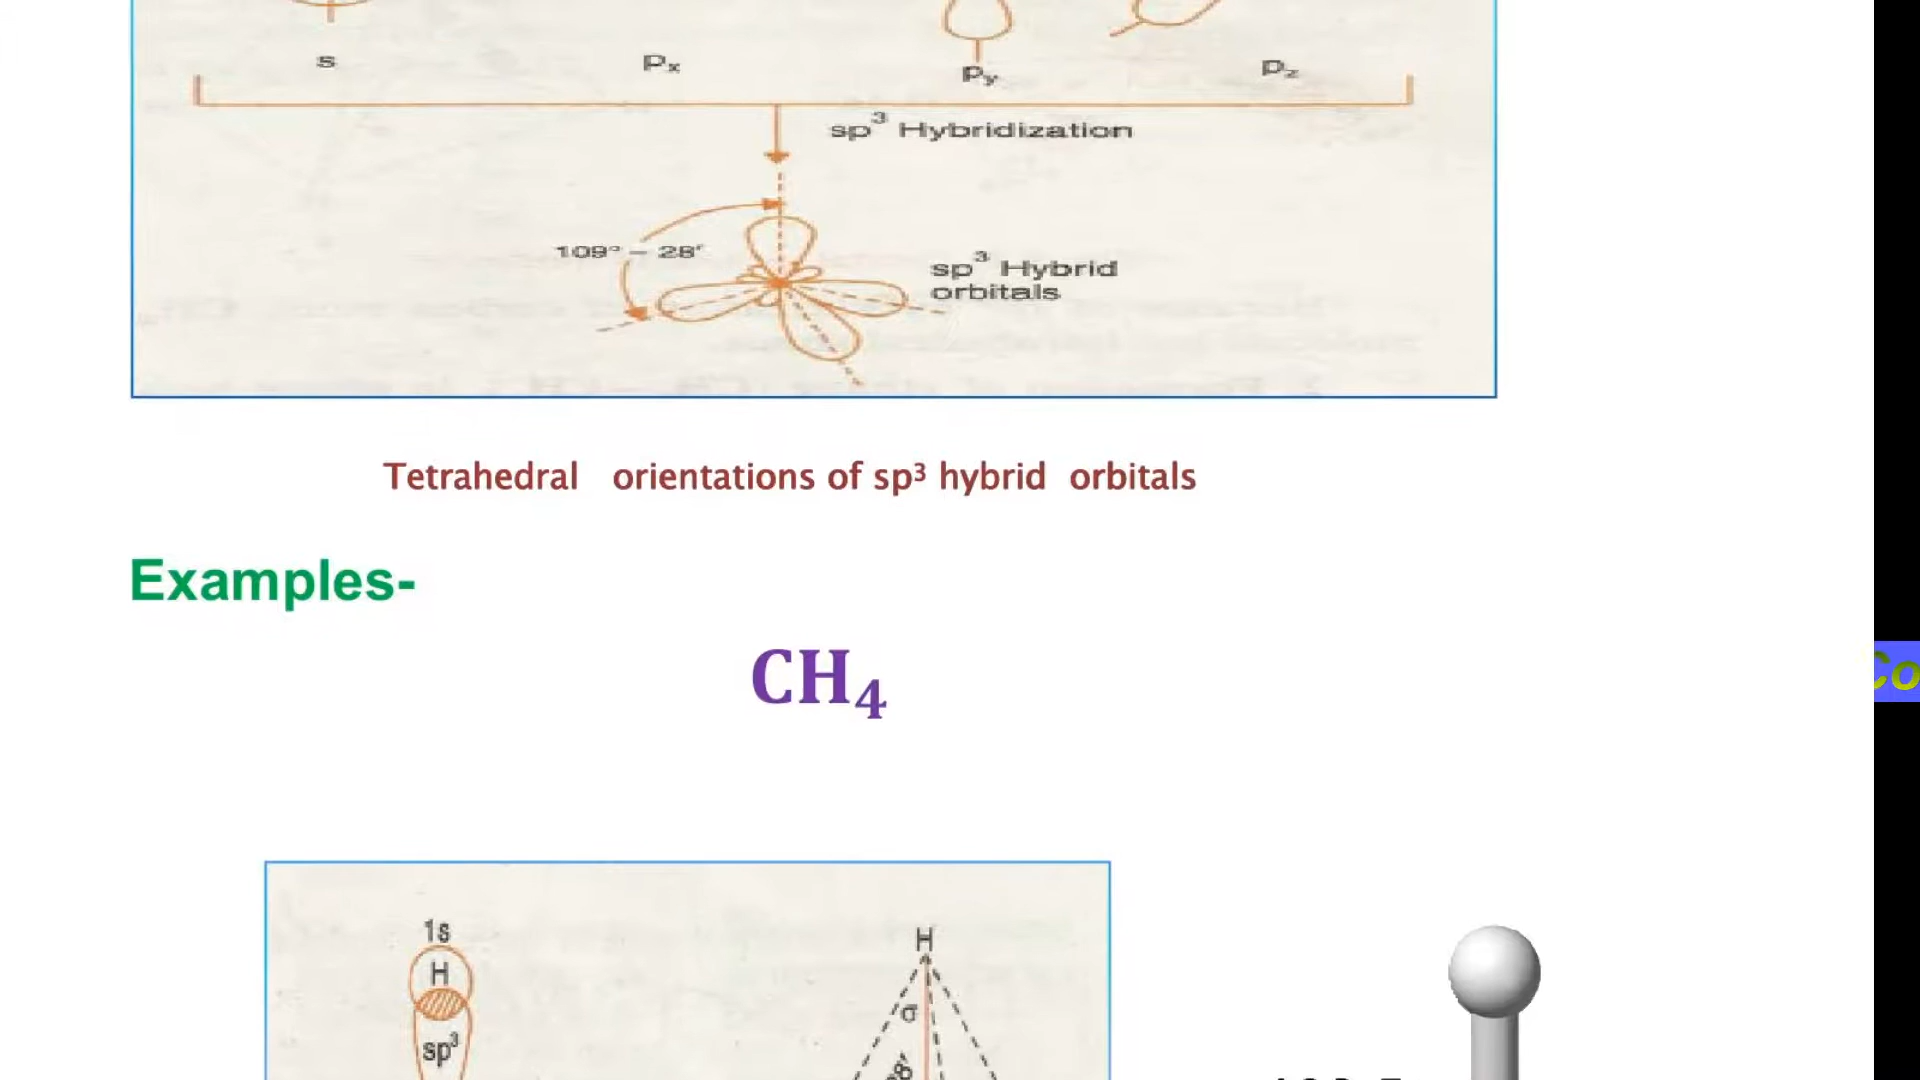 s
Px
Py
Pz
sp³ Hybridization
109° – 28'
sp³ Hybrid
orbitals
Tetrahedral orientations of sp³ hybrid orbitals
Examples-
CH₄
Co
1s
H
H
σ
sp³